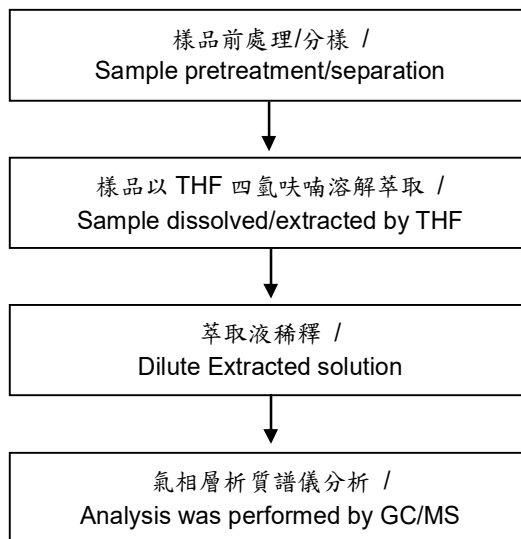 樣品前處理/分樣 /
Sample pretreatment/separation
樣品以 THF 四氫呋喃溶解萃取 /
Sample dissolved/extracted by THF
萃取液稀釋 /
Dilute Extracted solution
氣相層析質譜儀分析 /
Analysis was performed by GC/MS